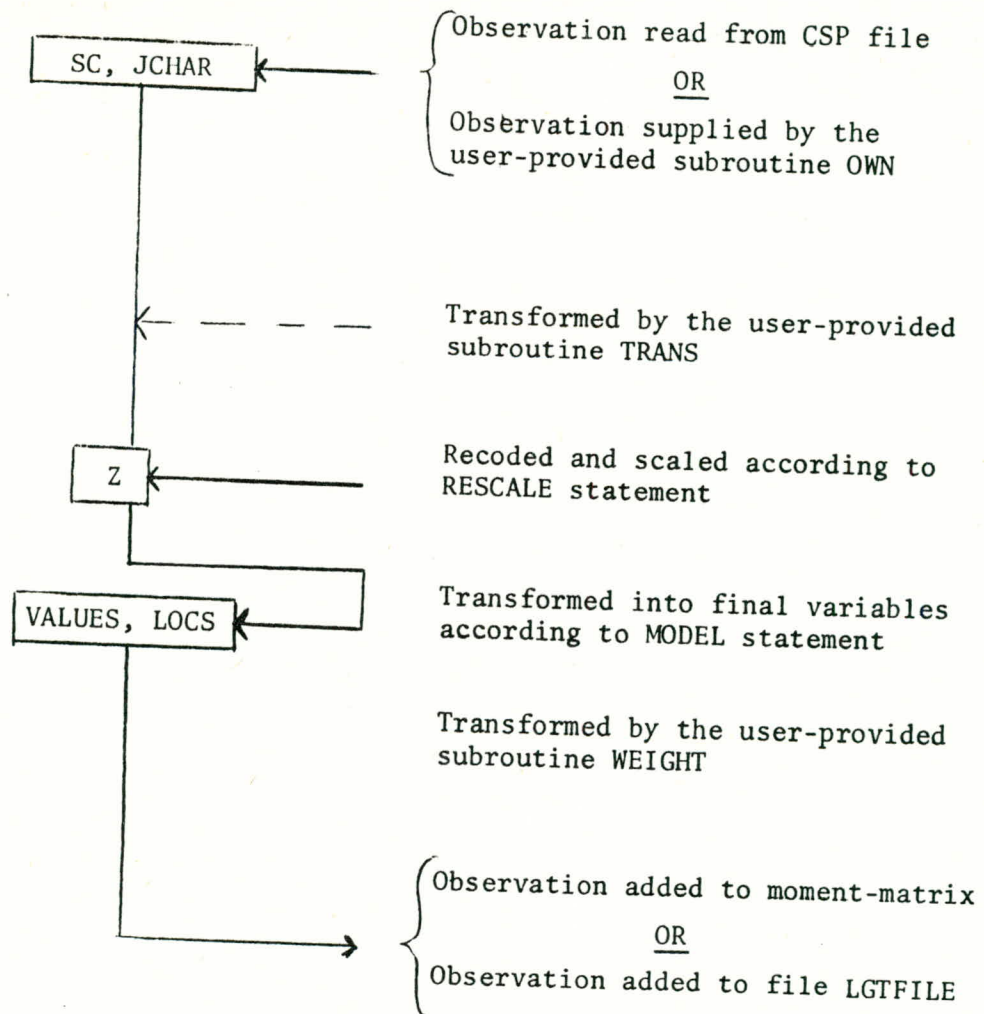 Observation read from CSP file
SC, JCHAR
OR
Observation supplied by the
user-provided subroutine OWN
Transformed by the user-provided
subroutine TRANS
Z
Recoded and scaled according to
RESCALE statement
VALUES, LOCS
Transformed into final variables
according to MODEL statement
Transformed by the user-provided
subroutine WEIGHT
Observation added to moment-matrix
OR
Observation added to file LGTFILE